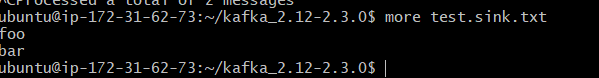 ^CProcessed a total of 2 messages
ubuntu@ip-172-31-62-73:~/kafka_2.12-2.3.0$ more test.sink.txt
foo
bar
ubuntu@ip-172-31-62-73:~/kafka_2.12-2.3.0$